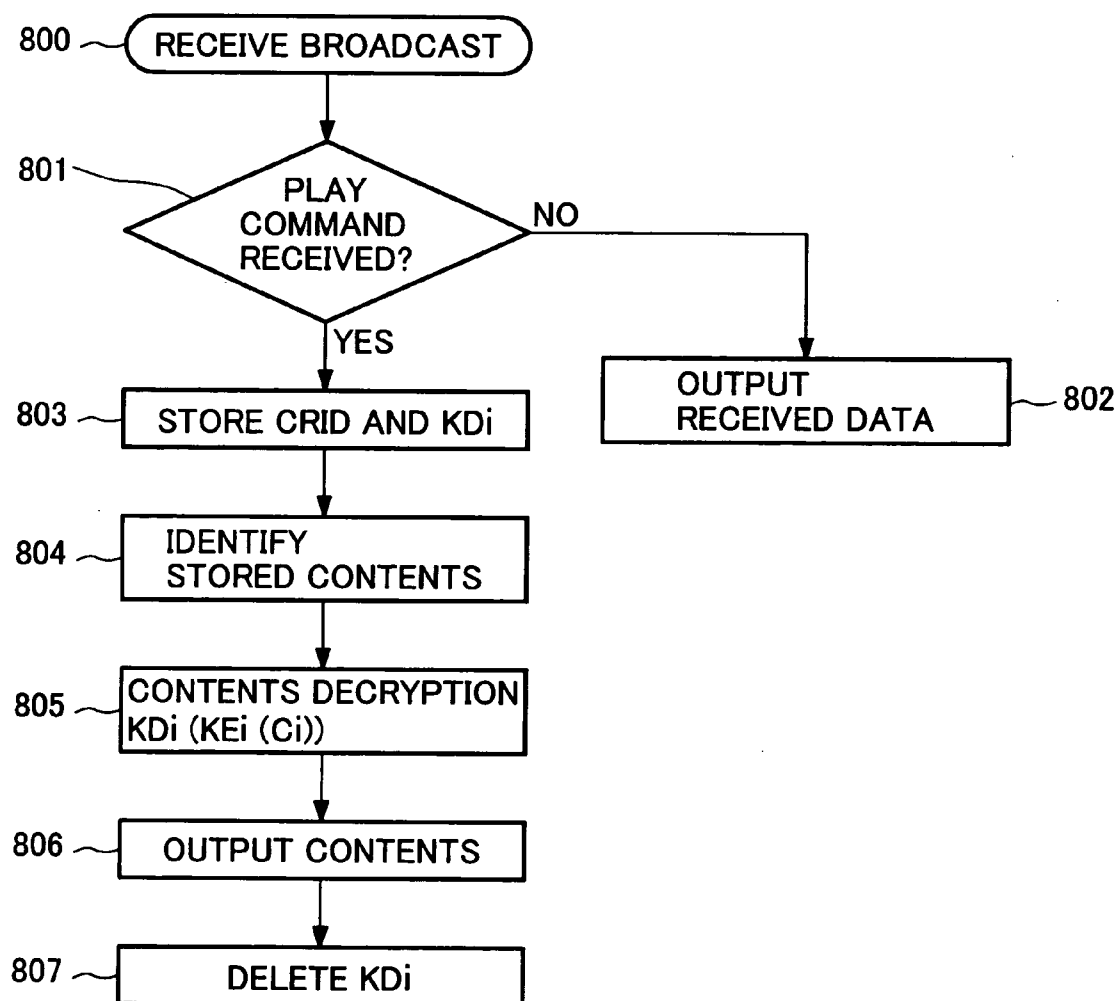 800
RECEIVE BROADCAST
801
PLAY
COMMAND
RECEIVED?
NO
YES
OUTPUT
RECEIVED DATA
802
803
STORE CRID AND KDi
804
IDENTIFY
STORED CONTENTS
805
CONTENTS DECRYPTION
KDi (KEi (Ci))
806
OUTPUT CONTENTS
807
DELETE KDi